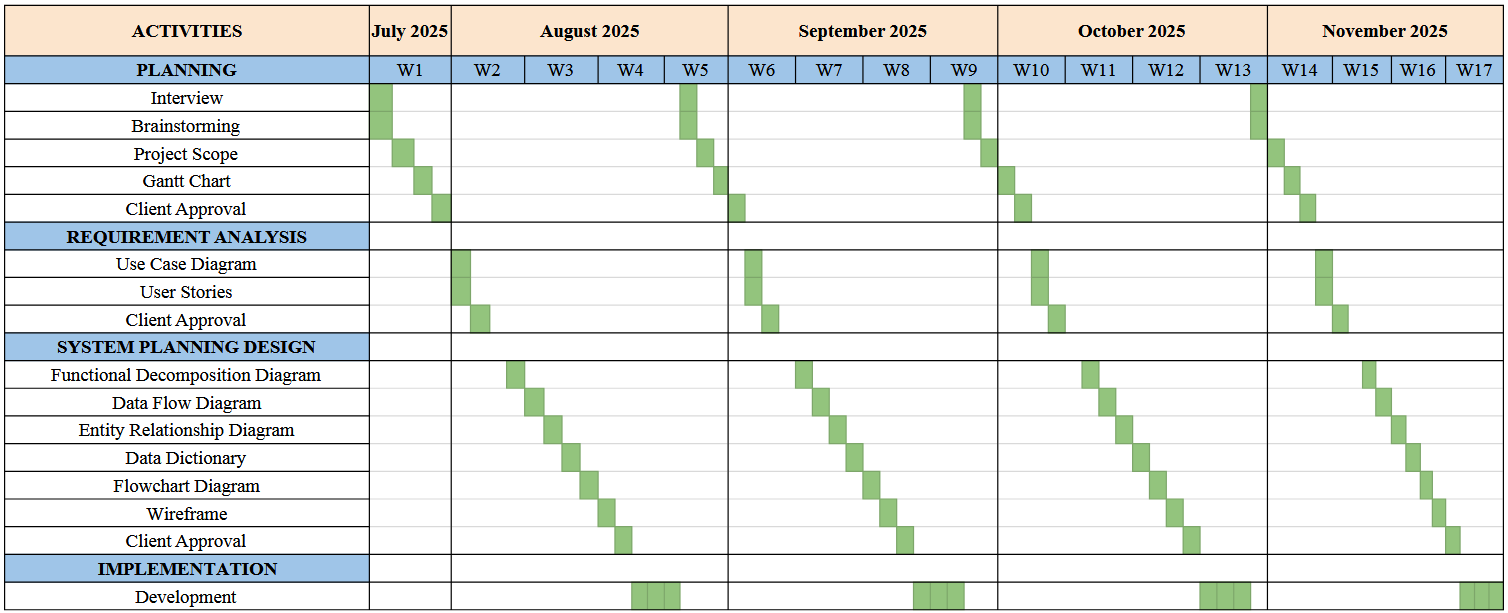 ACTIVITIES July 2025 August 2025 September 2025 October 2025 November 2025
PLANNING W1 W2 W3 W4 W5 W6 W7 W8 W9 W10 W11 W12 W13 W14 W15 W16 W17
Interview
Brainstorming
Project Scope
Gantt Chart
Client Approval
REQUIREMENT ANALYSIS
Use Case Diagram
User Stories
Client Approval
SYSTEM PLANNING DESIGN
Functional Decomposition Diagram
Data Flow Diagram
Entity Relationship Diagram
Data Dictionary
Flowchart Diagram
Wireframe
Client Approval
IMPLEMENTATION
Development